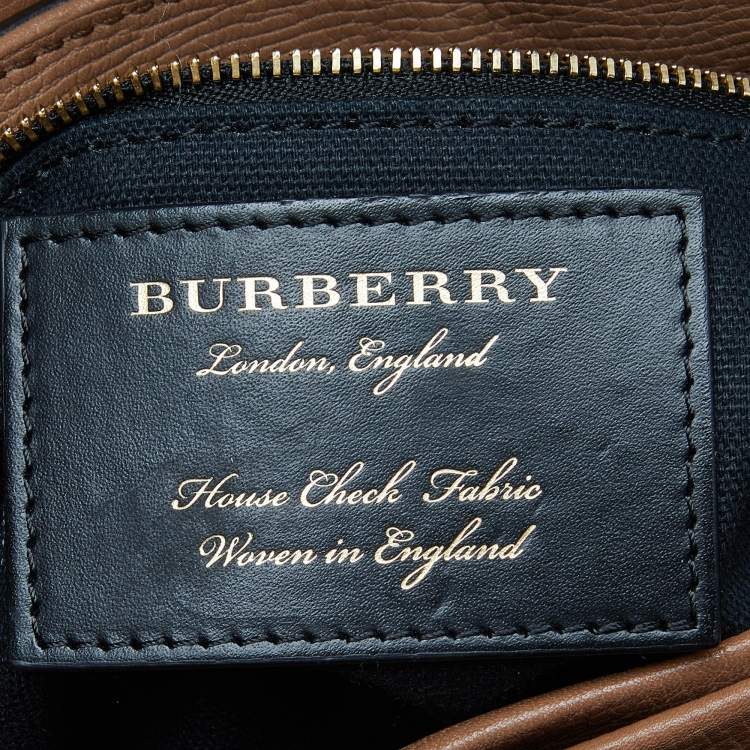 BURBERRY
London, England
House Check Fabric
Woven in England